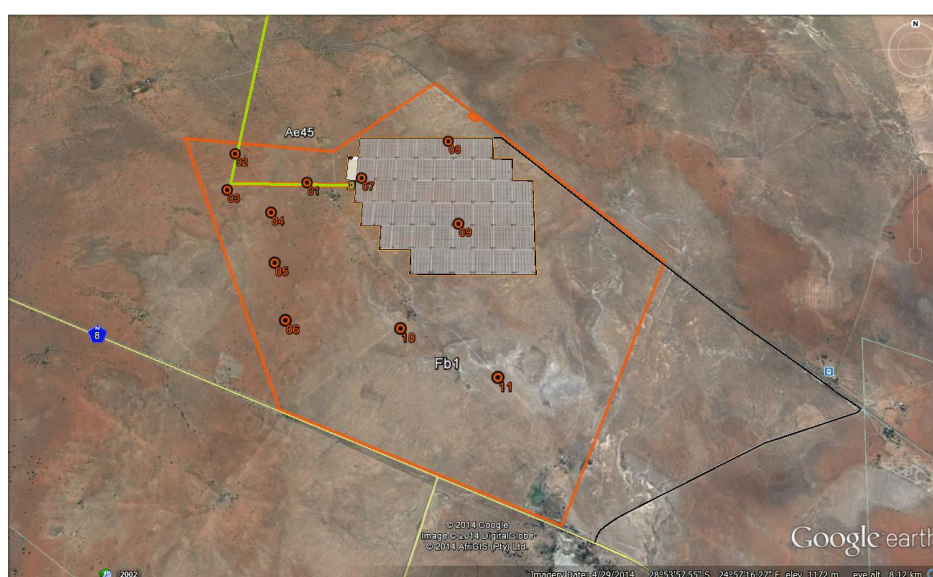 N
Ae45
02
08
07
01
03
04
09
05
06
10
8
Fb1
11
© 2014 Google
Image © 2014 DigitalGlobe
© 2014 AfriGIS (Pty) Ltd.
Google earth
2002
Imagery Date: 4/29/2014 28°53'57.55" S 24°57'16.27" E elev 1172 m eye alt 8.12 km